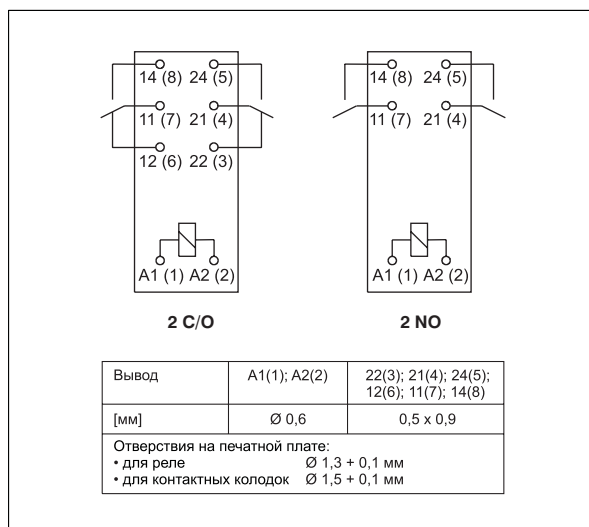 14 (8) 24 (5)
11 (7) 21 (4)
12 (6) 22 (3)
A1 (1) A2 (2)
2 C/O
14 (8) 24 (5)
11 (7) 21 (4)
A1 (1) A2 (2)
2 NO
Вывод A1(1); A2(2) 22(3); 21(4); 24(5);
12(6); 11(7); 14(8)
[мм] Ø 0,6 0,5 x 0,9
Отверстия на печатной плате:
• для реле Ø 1,3 + 0,1 мм
• для контактных колодок Ø 1,5 + 0,1 мм